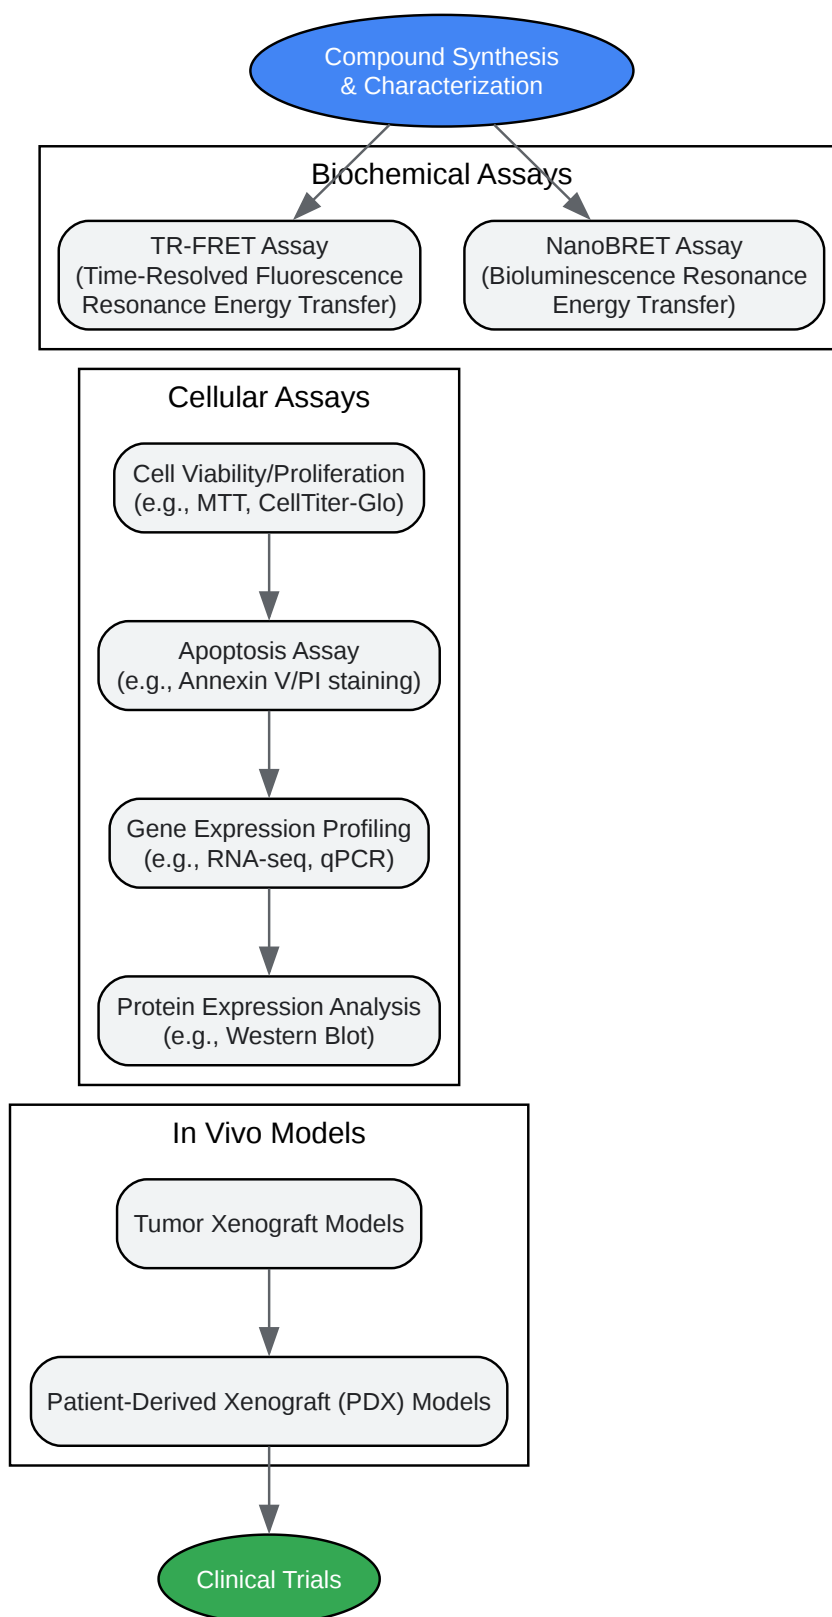 Compound Synthesis
& Characterization
Biochemical Assays
TR-FRET Assay
(Time-Resolved Fluorescence
Resonance Energy Transfer)
NanoBRET Assay
(Bioluminescence Resonance
Energy Transfer)
Cellular Assays
Cell Viability/Proliferation
(e.g., MTT, CellTiter-Glo)
Apoptosis Assay
(e.g., Annexin V/PI staining)
Gene Expression Profiling
(e.g., RNA-seq, qPCR)
Protein Expression Analysis
(e.g., Western Blot)
In Vivo Models
Tumor Xenograft Models
Patient-Derived Xenograft (PDX) Models
Clinical Trials